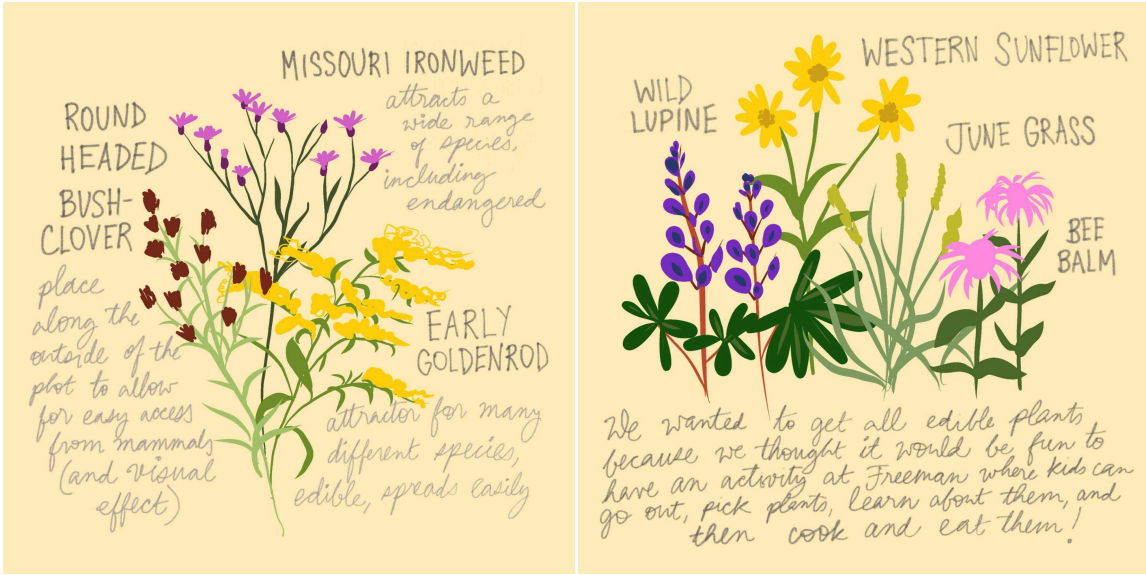 MISSOURI IRONWEED
attracts a
wide range
of species,
including
endangered
ROUND
HEADED
BUSH-
CLOVER
place
along the
outside of the
plot to allow
for easy access
from mammals
(and visual
effect)
EARLY
GOLDENROD
attraitor for many
different species,
edible, spreads easily
WESTERN SUNFLOWER
WILD
LUPINE
JUNE GRASS
BEE
BALM
We wanted to get all edible plants
because we thought it would be fun to
have an activity at Freeman where kids can
go out, pick plants, learn about them, and
then cook and eat them!